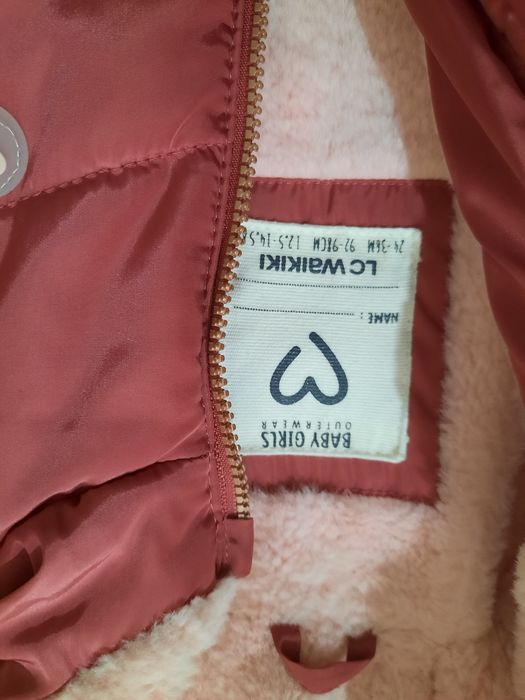 BABY GIRLS
OUTERWEAR
NAME :
LC WAIKIKI
24-36M 92-98CM 12.5-14.5